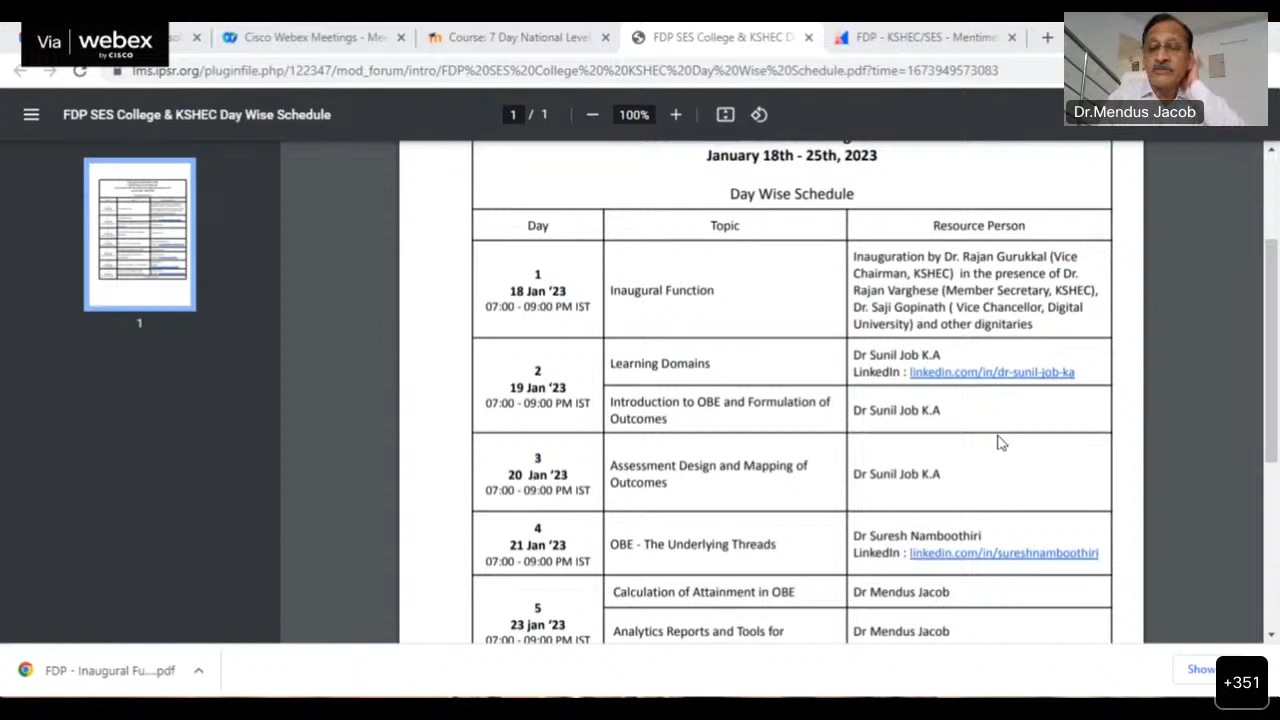 Via webex
by CISCO
Cisco Webex Meetings - Me
Course: 7 Day National Level
FDP SES College & KSHEC D
FDP - KSHEC/SES - Mentime
lms.ipsr.org/pluginfile.php/122347/mod_forum/intro/FDP%20SES%20College%20%20KSHEC%20Day%20Wise%20Schedule.pdf?time=1673949573083
Dr.Mendus Jacob
FDP SES College & KSHEC Day Wise Schedule
1 / 1
100%
1
January 18th - 25th, 2023
Day Wise Schedule
Day
Topic
Resource Person
1
18 Jan ‘23
07:00 - 09:00 PM IST
Inaugural Function
Inauguration by Dr. Rajan Gurukkal (Vice
Chairman, KSHEC) in the presence of Dr.
Rajan Varghese (Member Secretary, KSHEC),
Dr. Saji Gopinath ( Vice Chancellor, Digital
University) and other dignitaries
2
19 Jan ‘23
07:00 - 09:00 PM IST
Learning Domains
Dr Sunil Job K.A
LinkedIn : linkedin.com/in/dr-sunil-job-ka
Introduction to OBE and Formulation of
Outcomes
Dr Sunil Job K.A
3
20 Jan ‘23
07:00 - 09:00 PM IST
Assessment Design and Mapping of
Outcomes
Dr Sunil Job K.A
4
21 Jan ‘23
07:00 - 09:00 PM IST
OBE - The Underlying Threads
Dr Suresh Namboothiri
LinkedIn : linkedin.com/in/sureshnamboothiri
5
23 jan ‘23
07:00 - 09:00 PM IST
Calculation of Attainment in OBE
Dr Mendus Jacob
Analytics Reports and Tools for
Dr Mendus Jacob
FDP - Inaugural Fu....pdf
Show
+351